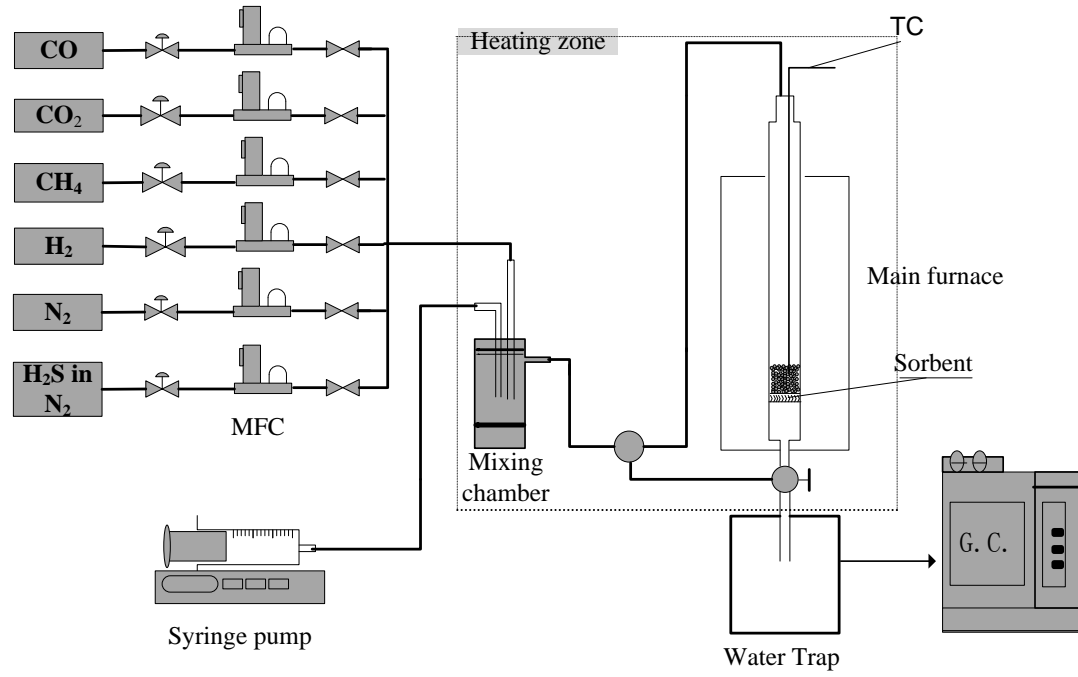 CO
CO2
CH4
H2
N2
H2S in
N2
MFC
Syringe pump
Heating zone
TC
Mixing
chamber
Main furnace
Sorbent
Water Trap
G. C.